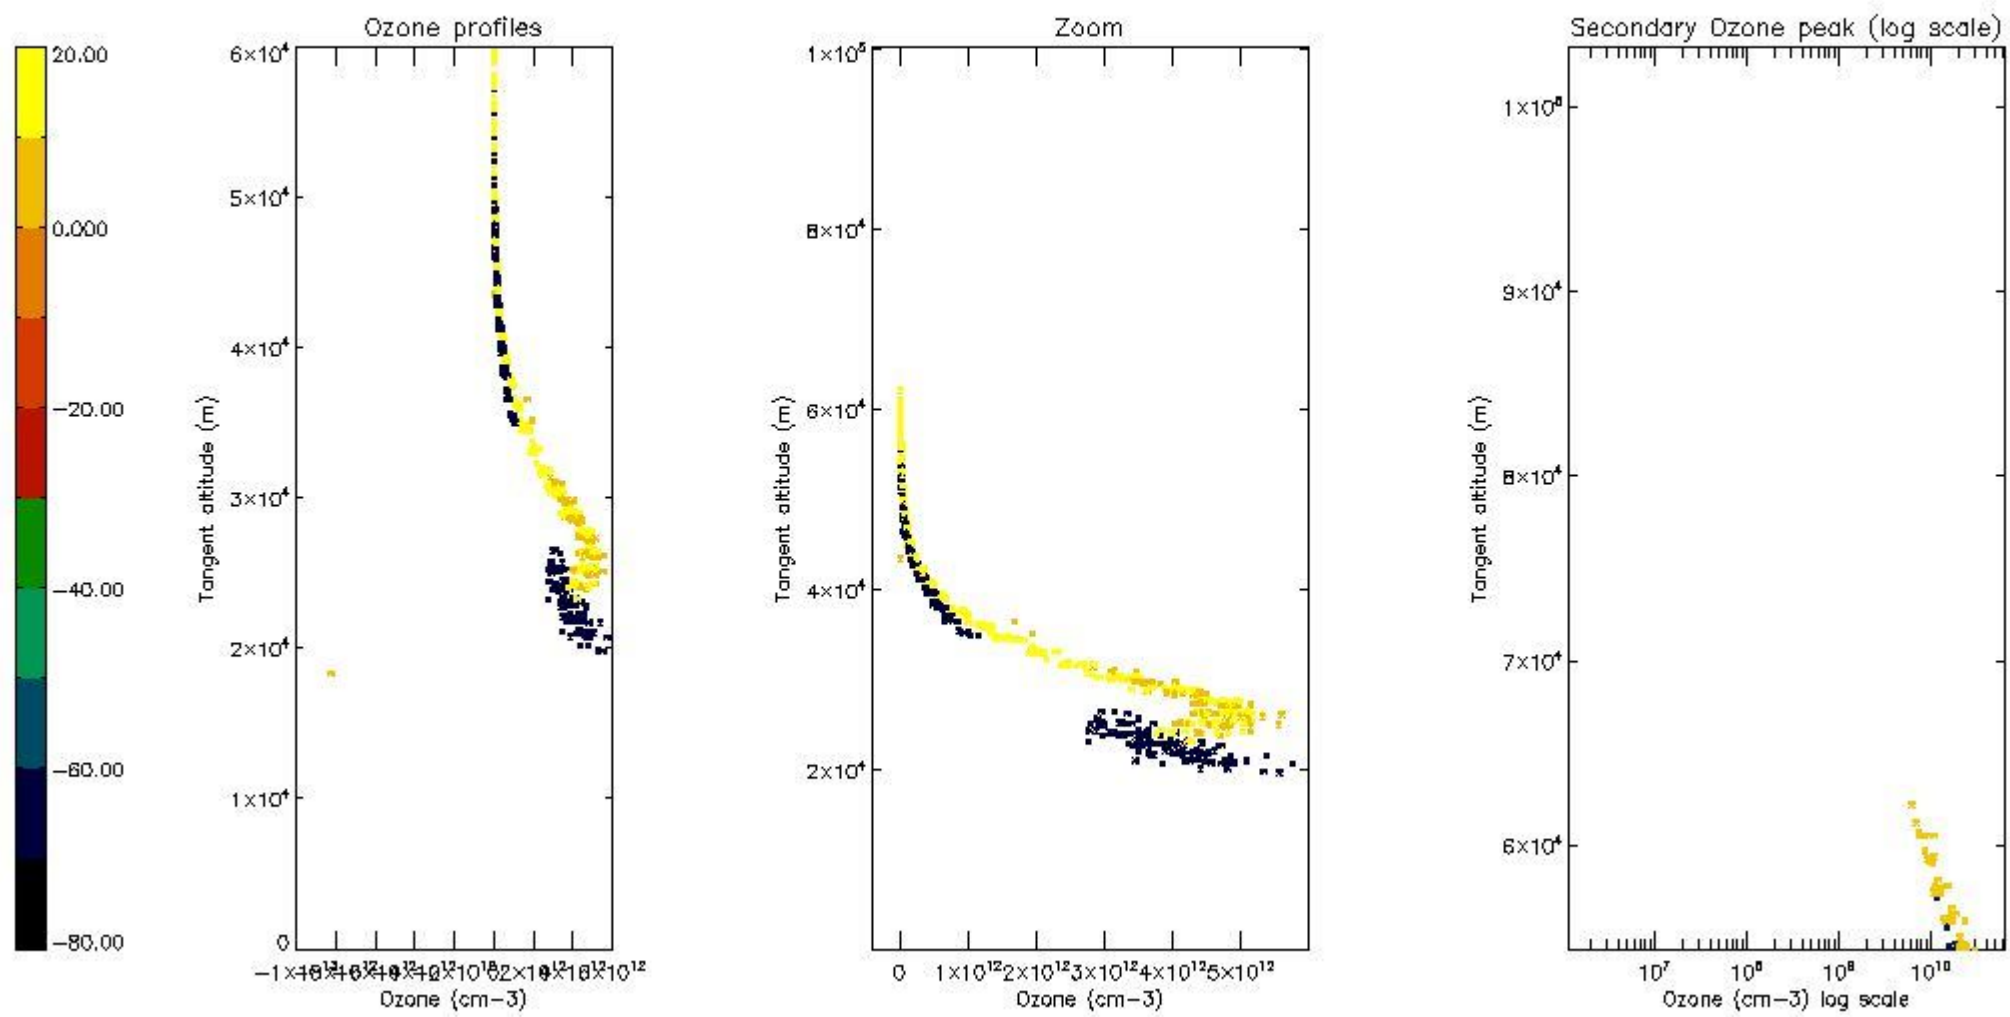 Ozone profiles
Zoom
Secondary Ozone peak (log scale)
20.00
0.000
−20.00
−40.00
−60.00
−80.00
6×10⁴
5×10⁴
4×10⁴
3×10⁴
2×10⁴
1×10⁴
0
Tangent altitude (m)
Ozone (cm−3)
1×10⁵
8×10⁴
6×10⁴
4×10⁴
2×10⁴
Tangent altitude (m)
0 1×10¹² 2×10¹² 3×10¹² 4×10¹² 5×10¹²
Ozone (cm−3)
9×10⁴
8×10⁴
7×10⁴
6×10⁴
Tangent altitude (m)
10⁷ 10⁸ 10⁹ 10¹⁰
Ozone (cm−3) log scale